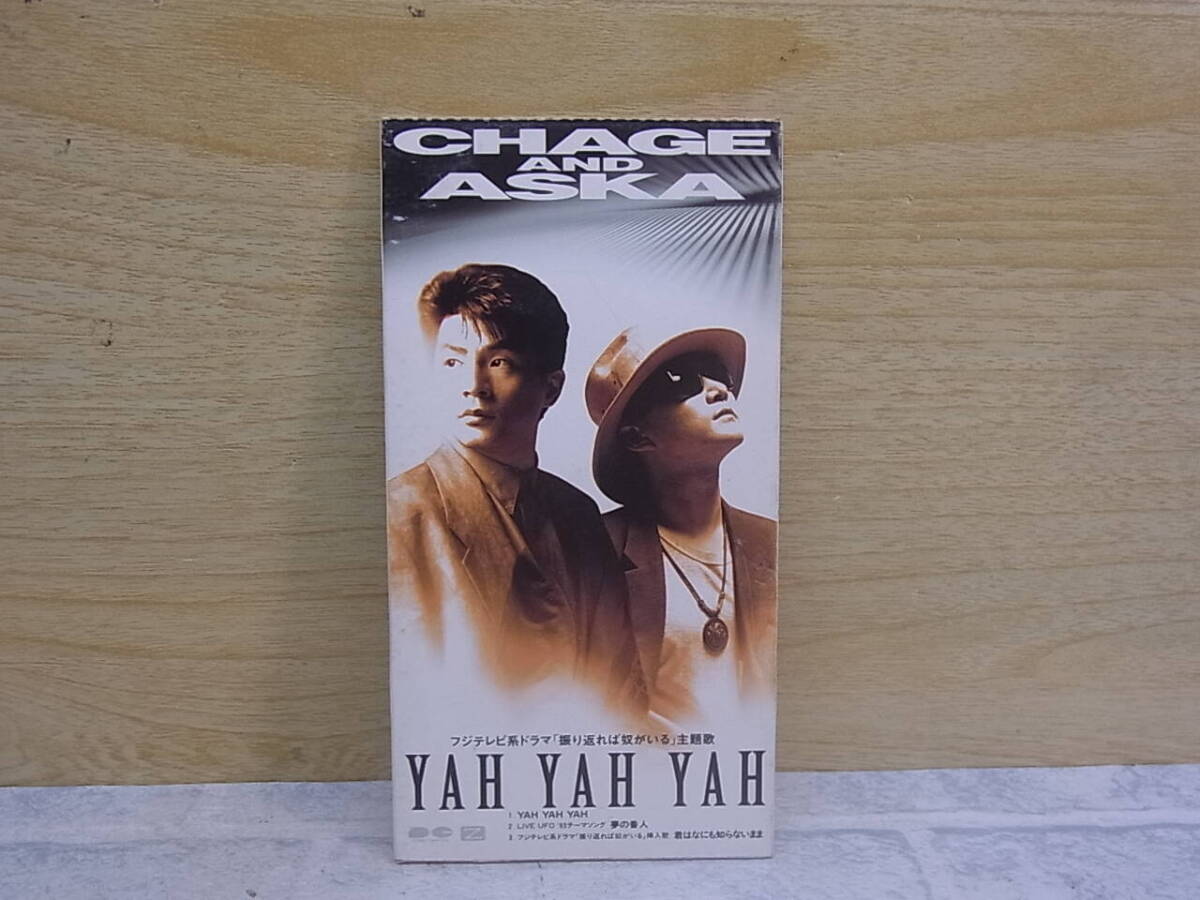 CHAGE
AND
ASKA
フジテレビ系ドラマ「振り返れば奴がいる」主題歌
YAH YAH YAH
1 YAH YAH YAH
2 LIVE UFO '93テーマソング 夢の番人
3 フジテレビ系ドラマ「振り返れば奴がいる」挿入歌 君はなにも知らないまま